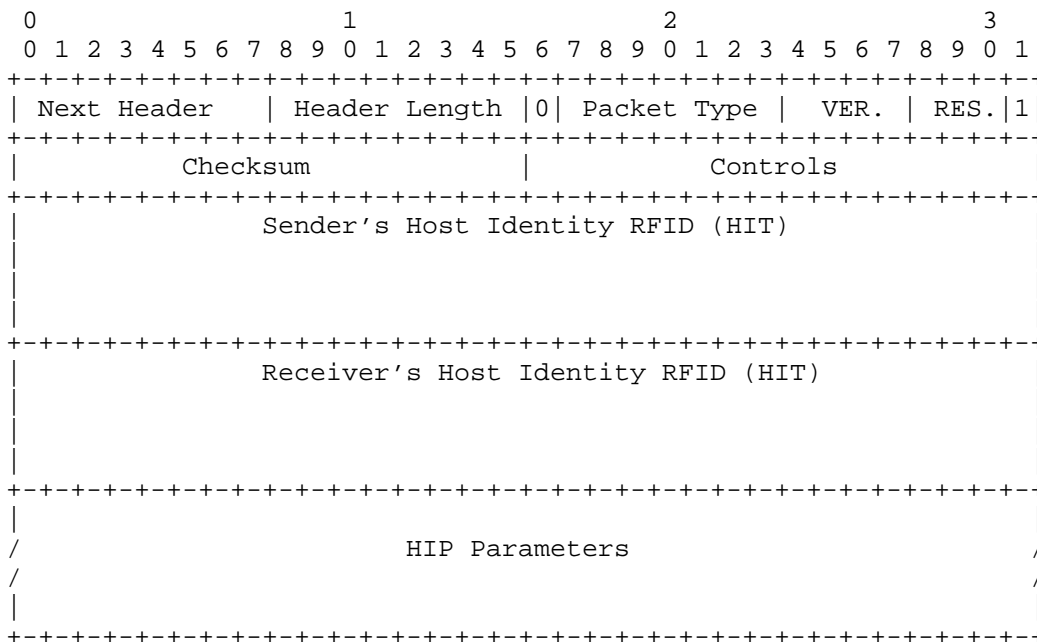 0                   1                   2                   3
 0 1 2 3 4 5 6 7 8 9 0 1 2 3 4 5 6 7 8 9 0 1 2 3 4 5 6 7 8 9 0 1
+-+-+-+-+-+-+-+-+-+-+-+-+-+-+-+-+-+-+-+-+-+-+-+-+-+-+-+-+-+-+-+--
| Next Header   | Header Length |0| Packet Type |  VER. | RES.|1|
+-+-+-+-+-+-+-+-+-+-+-+-+-+-+-+-+-+-+-+-+-+-+-+-+-+-+-+-+-+-+-+--
|          Checksum             |           Controls            |
+-+-+-+-+-+-+-+-+-+-+-+-+-+-+-+-+-+-+-+-+-+-+-+-+-+-+-+-+-+-+-+--
|               Sender's Host Identity RFID (HIT)               |
|                                                               |
|                                                               |
|                                                               |
+-+-+-+-+-+-+-+-+-+-+-+-+-+-+-+-+-+-+-+-+-+-+-+-+-+-+-+-+-+-+-+--
|               Receiver's Host Identity RFID (HIT)             |
|                                                               |
|                                                               |
|                                                               |
+-+-+-+-+-+-+-+-+-+-+-+-+-+-+-+-+-+-+-+-+-+-+-+-+-+-+-+-+-+-+-+--
|                                                               |
/                        HIP Parameters                         /
/                                                               /
|                                                               |
+-+-+-+-+-+-+-+-+-+-+-+-+-+-+-+-+-+-+-+-+-+-+-+-+-+-+-+-+-+-+-+--